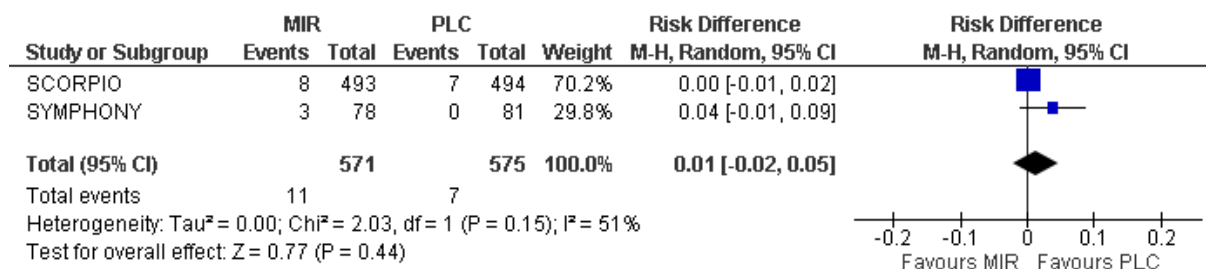 MIR PLC Risk Difference Risk Difference
Study or Subgroup Events Total Events Total Weight M-H, Random, 95% CI M-H, Random, 95% CI
SCORPIO 8 493 7 494 70.2% 0.00 [-0.01, 0.02]
SYMPHONY 3 78 0 81 29.8% 0.04 [-0.01, 0.09]
Total (95% CI) 571 575 100.0% 0.01 [-0.02, 0.05]
Total events 11 7
Heterogeneity: Tau² = 0.00; Chi² = 2.03, df = 1 (P = 0.15); I² = 51%
Test for overall effect: Z = 0.77 (P = 0.44)
-0.2 -0.1 0 0.1 0.2
Favours MIR Favours PLC